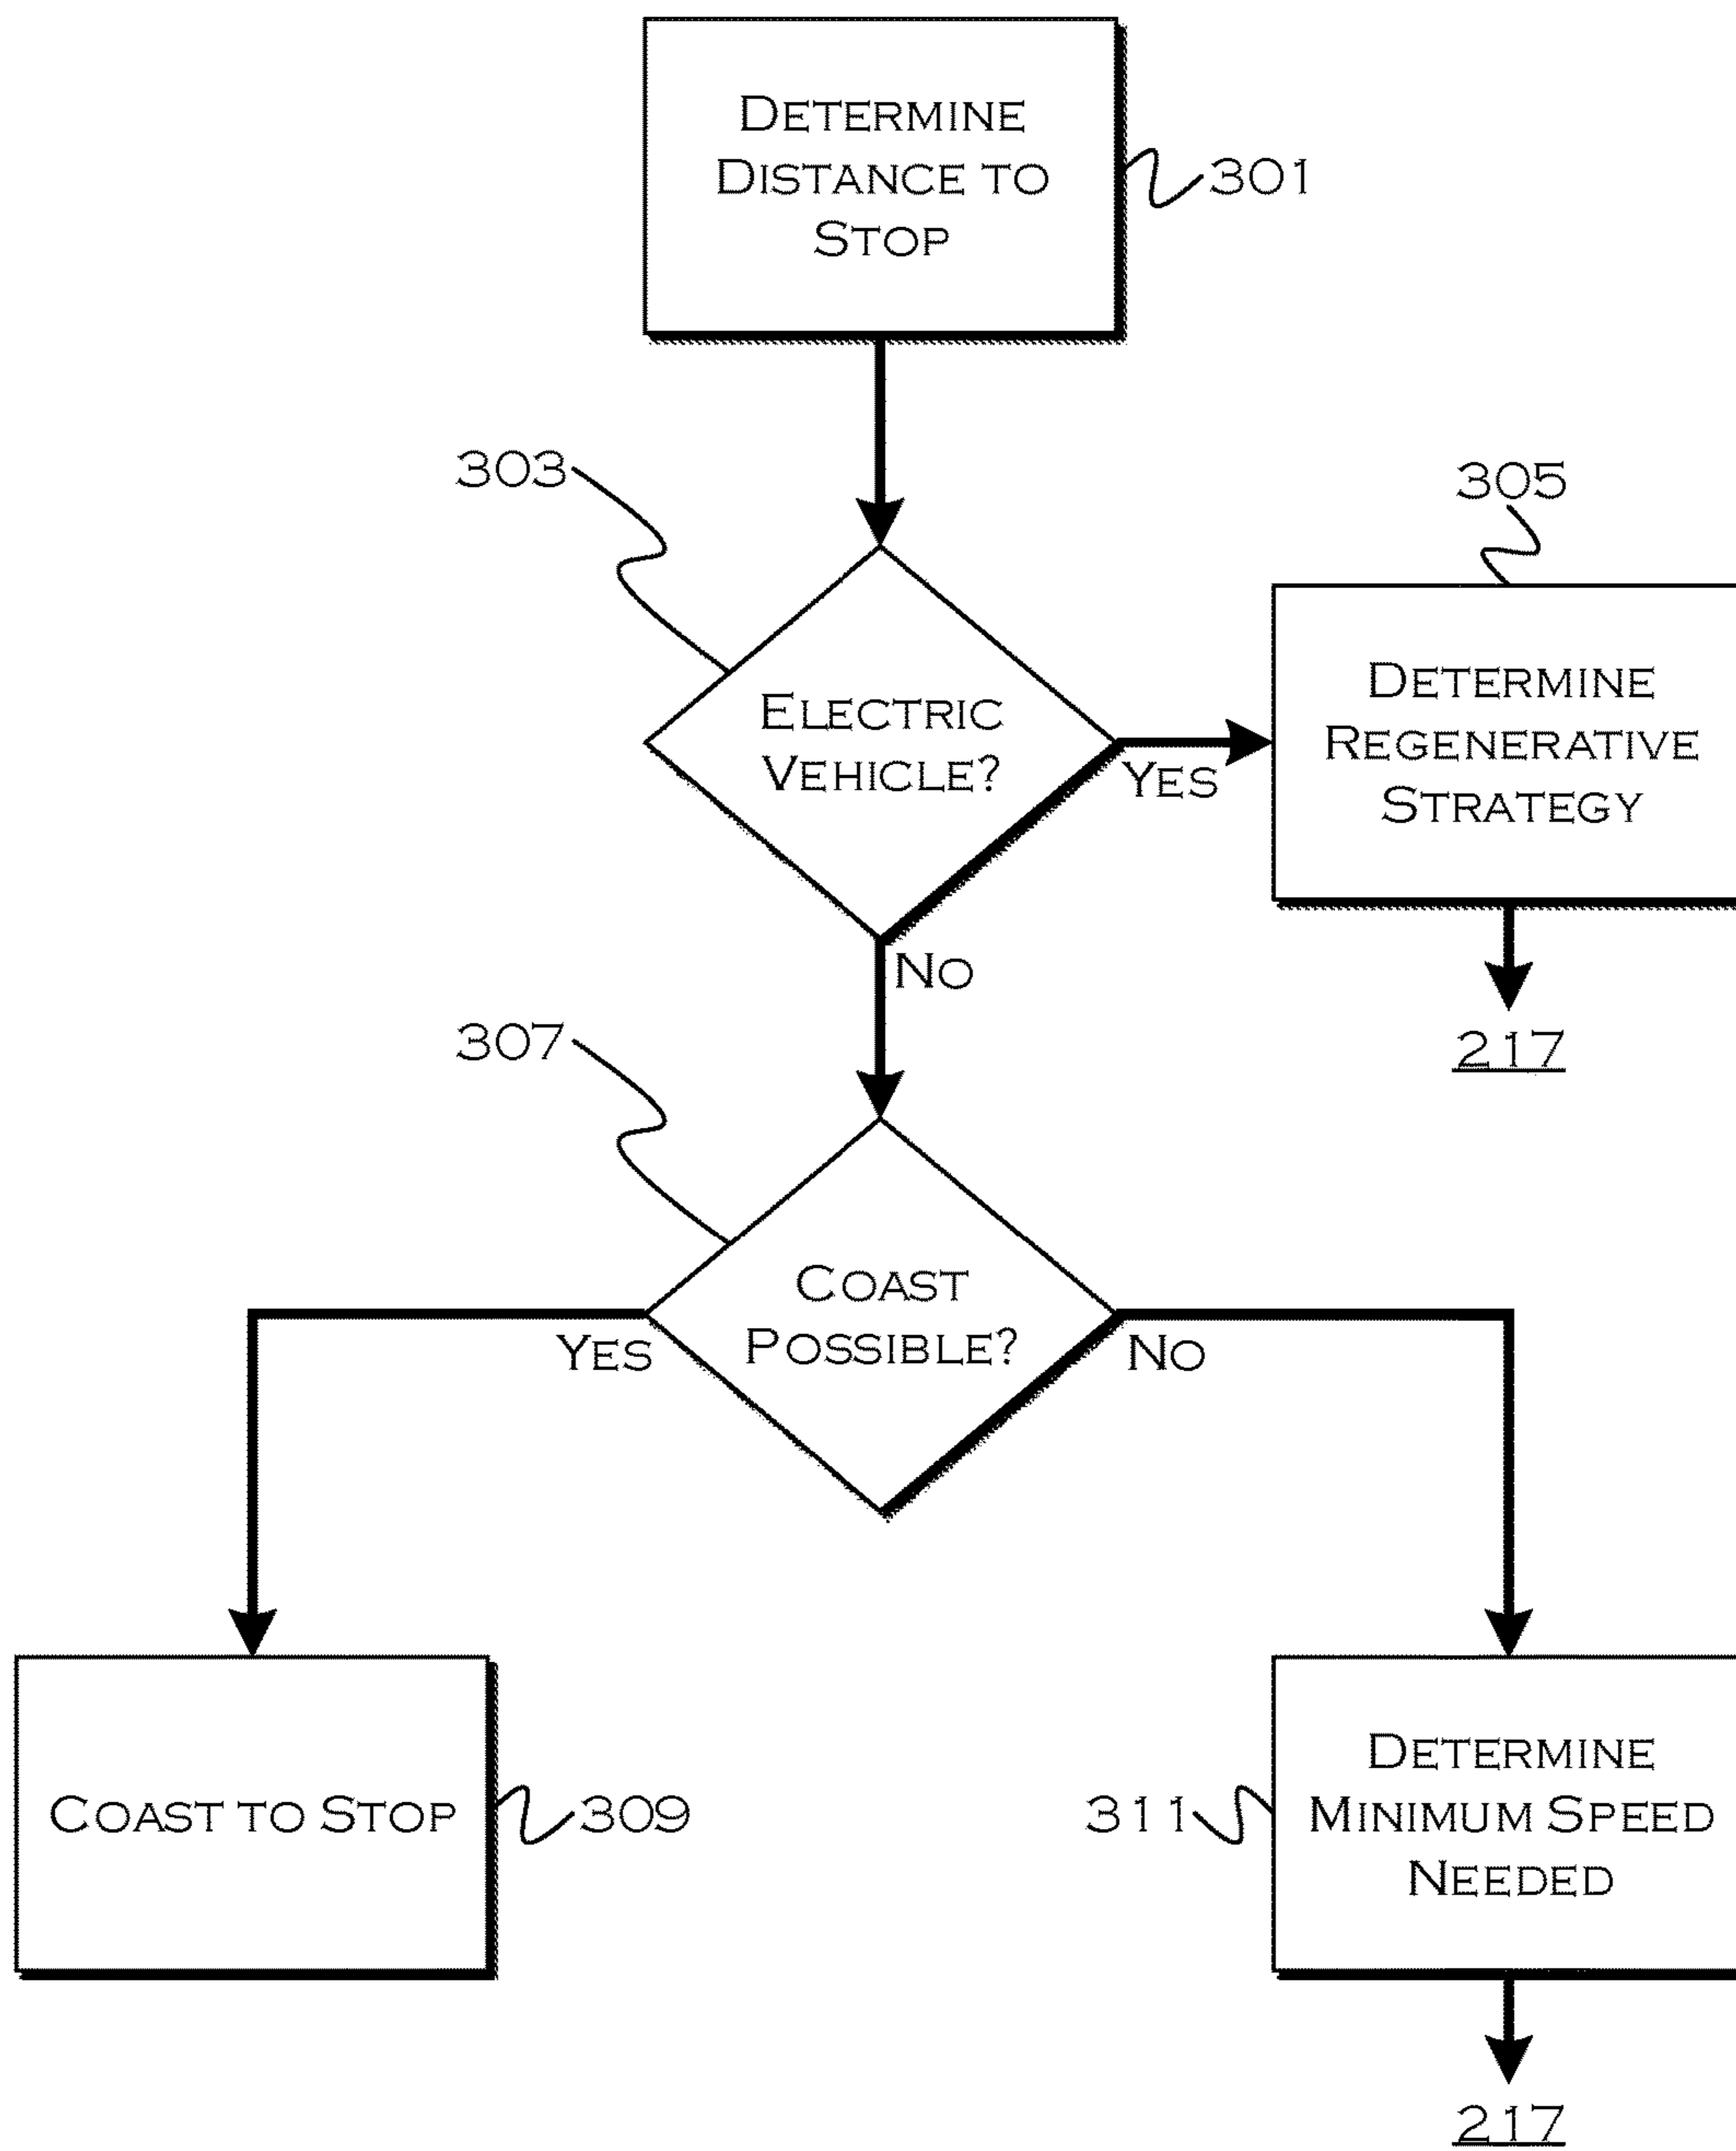 DETERMINE
DISTANCE TO
STOP
301
303
305
ELECTRIC
VEHICLE?
YES
DETERMINE
REGENERATIVE
STRATEGY
NO
217
307
COAST
POSSIBLE?
YES
NO
COAST TO STOP
309
311
DETERMINE
MINIMUM SPEED
NEEDED
217